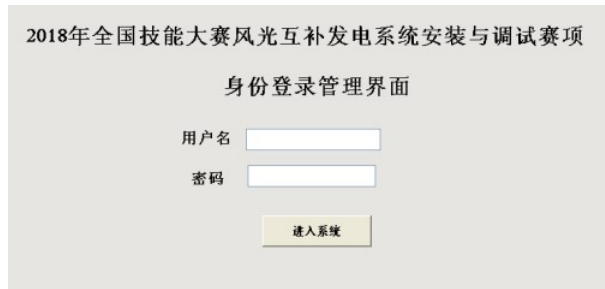 2018年全国技能大赛风光互补发电系统安装与调试赛项
身份登录管理界面
用户名
密码
进入系统